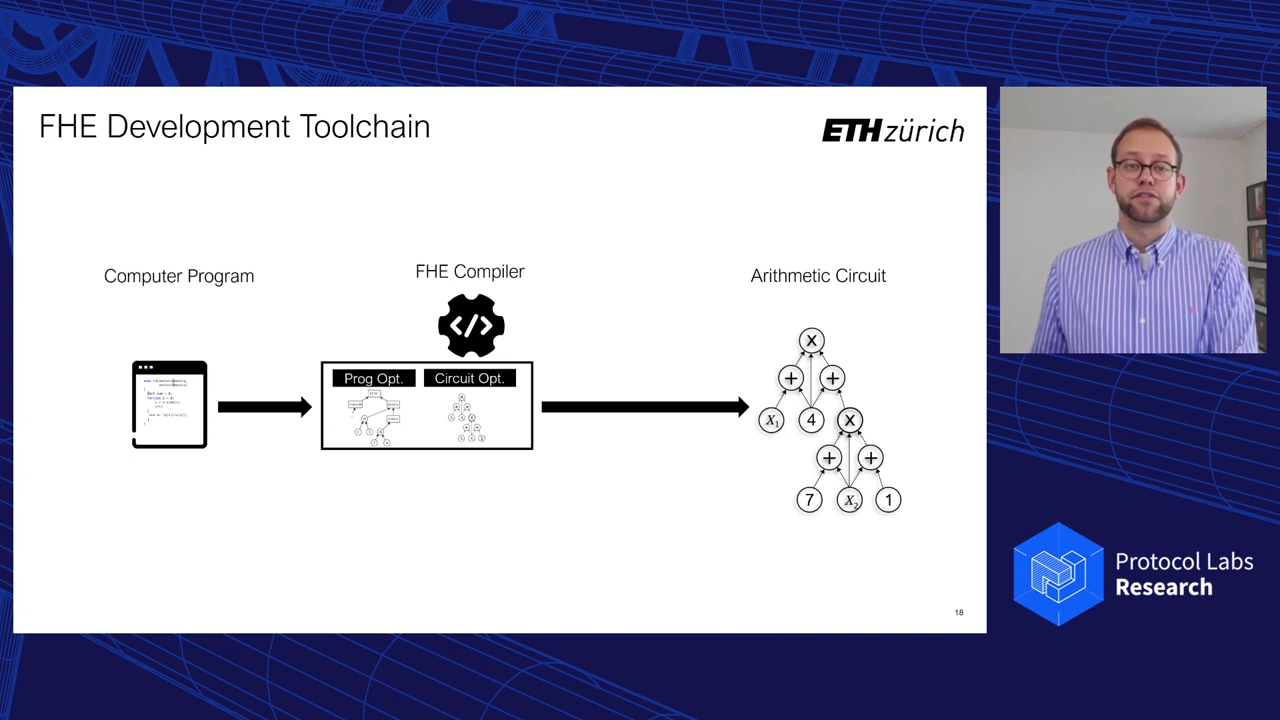 FHE Development Toolchain
ETH zürich
Computer Program
FHE Compiler
Arithmetic Circuit
</>
Prog Opt.
Circuit Opt.
x
+ +
X₁ 4 x
+ +
7 X₂ 1
Protocol Labs
Research
18